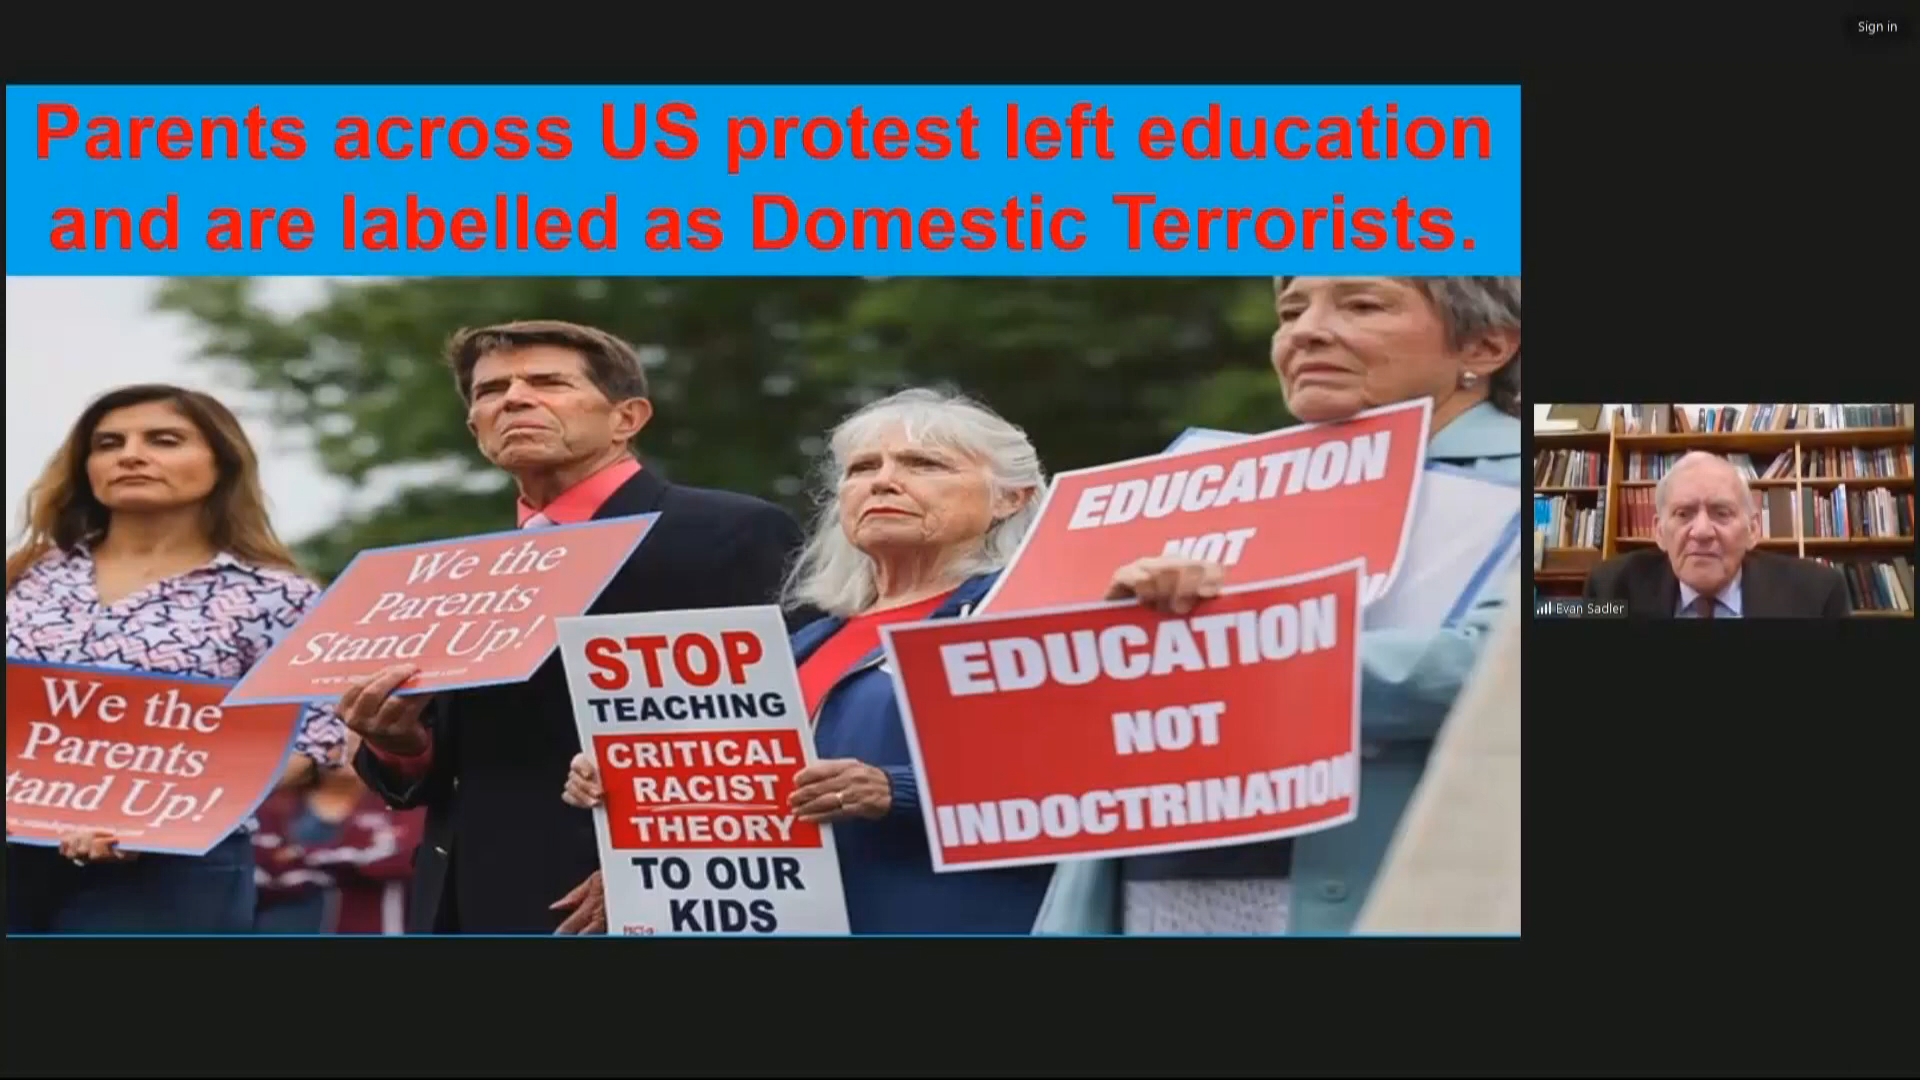 Sign in
Parents across US protest left education
and are labelled as Domestic Terrorists.
We the
Parents
Stand Up!
We the
Parents
tand Up!
STOP
TEACHING
CRITICAL
RACIST
THEORY
TO OUR
KIDS
EDUCATION
NOT
EDUCATION
NOT
INDOCTRINATION
Evan Sadler